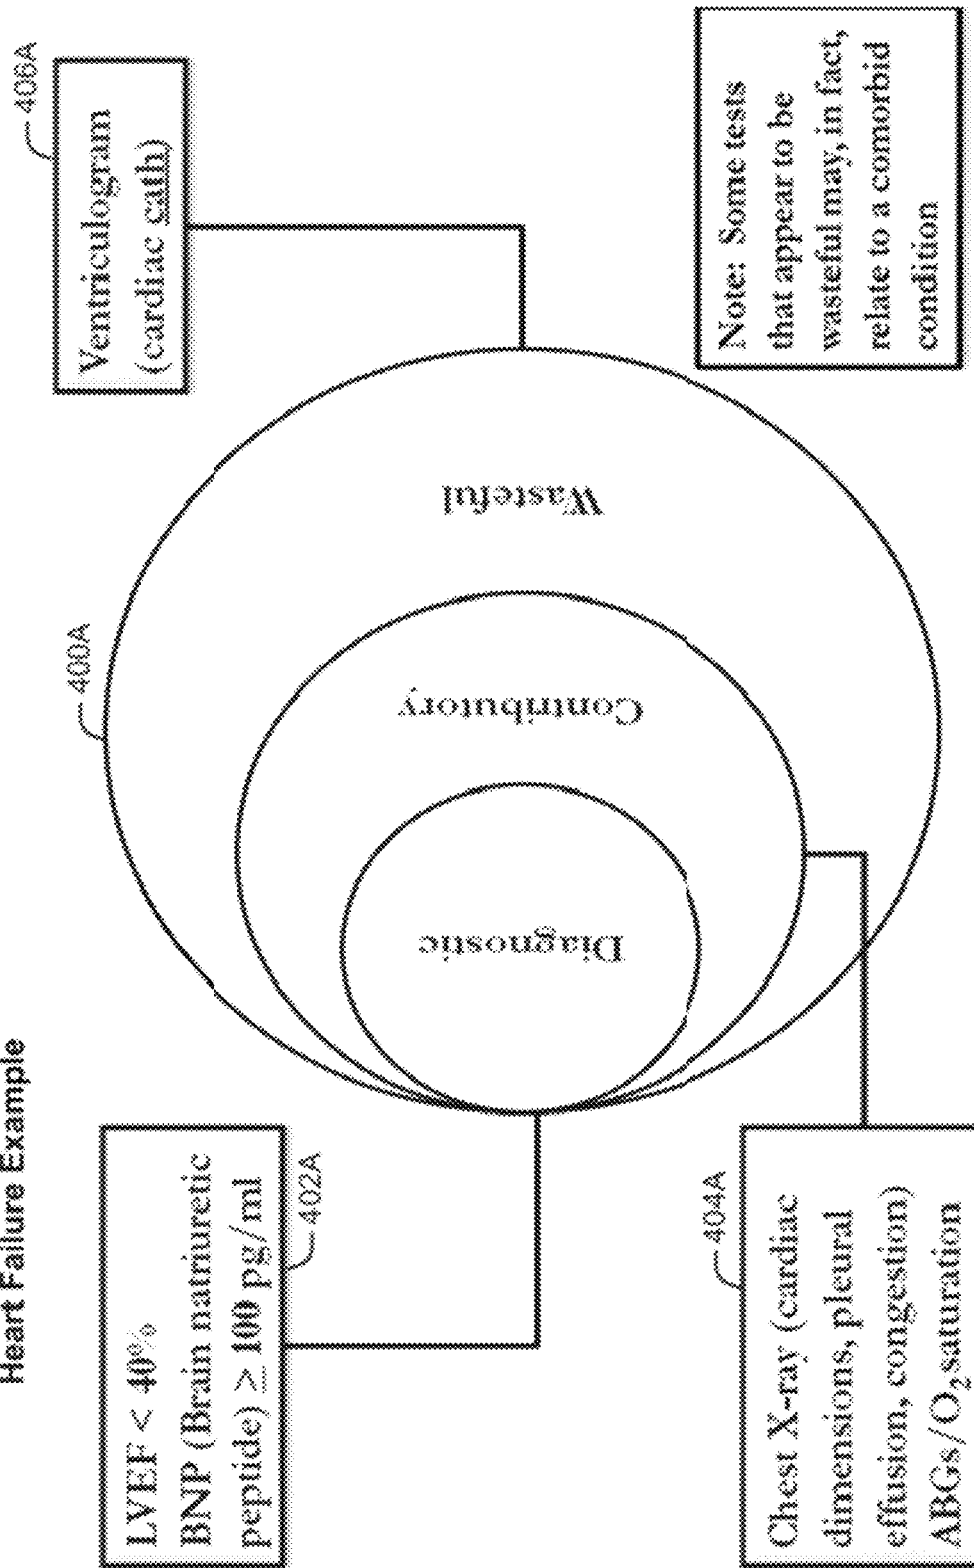 Heart Failure Example
LVEF < 40%
BNP (Brain natriuretic
peptide) ≥ 100 pg/ml
402A
400A
Ventriculogram
(cardiac cath)
406A
Diagnostic
Contributory
Wasteful
Chest X-ray (cardiac
dimensions, pleural
effusion, congestion)
ABGs/O₂ saturation
404A
Note: Some tests
that appear to be
wasteful may, in fact,
relate to a comorbid
condition